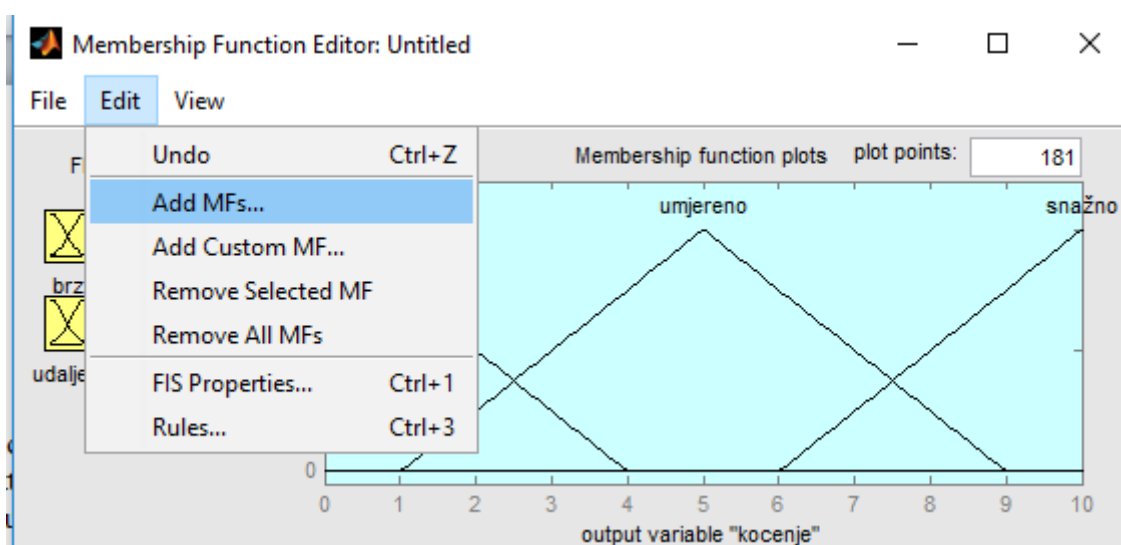 Membership Function Editor: Untitled
File Edit View
Undo Ctrl+Z
Add MFs...
Add Custom MF...
Remove Selected MF
Remove All MFs
FIS Properties... Ctrl+1
Rules... Ctrl+3
Membership function plots plot points: 181
umjereno snažno
brz
udalje
0
0 1 2 3 4 5 6 7 8 9 10
output variable "kocenje"